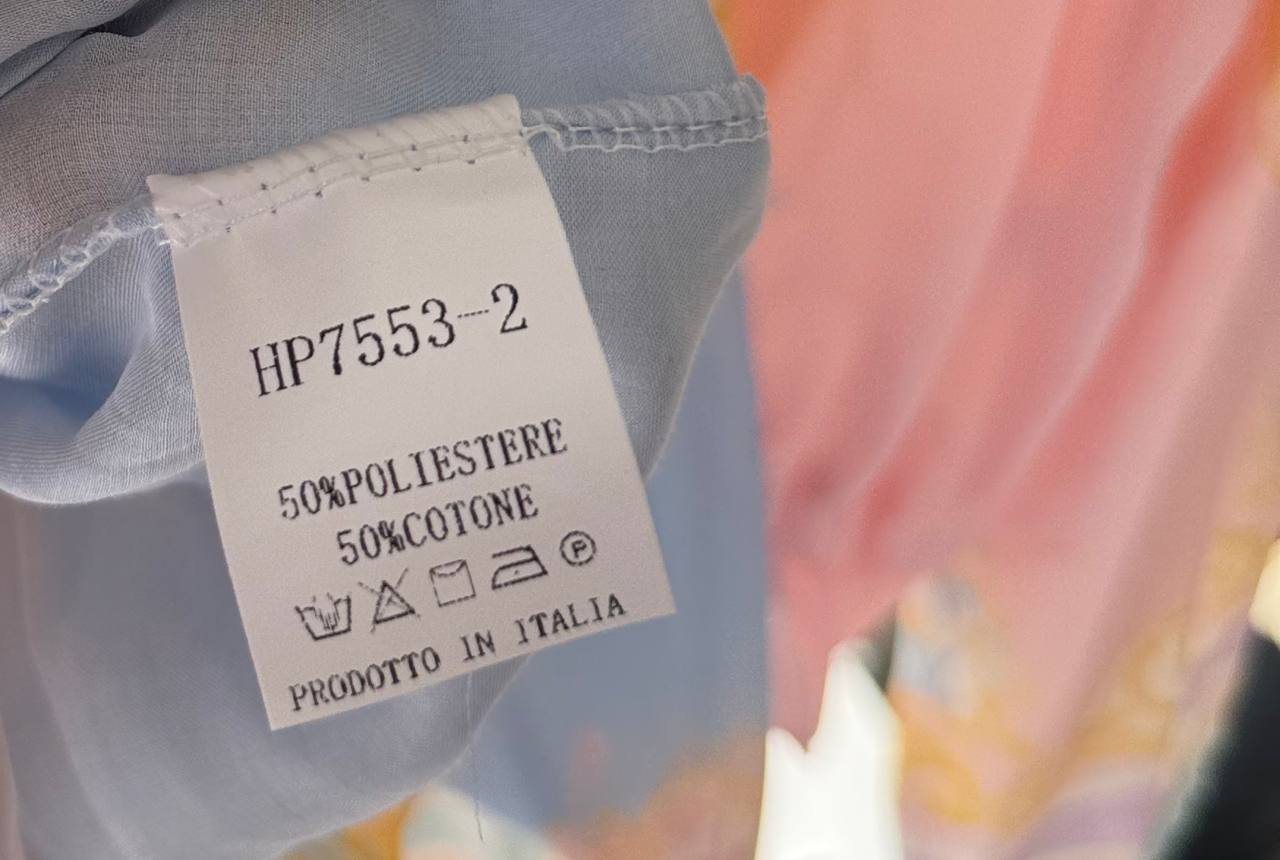 HP7553-2
50%POLIESTERE
50%COTONE
P
PRODOTTO IN ITALIA